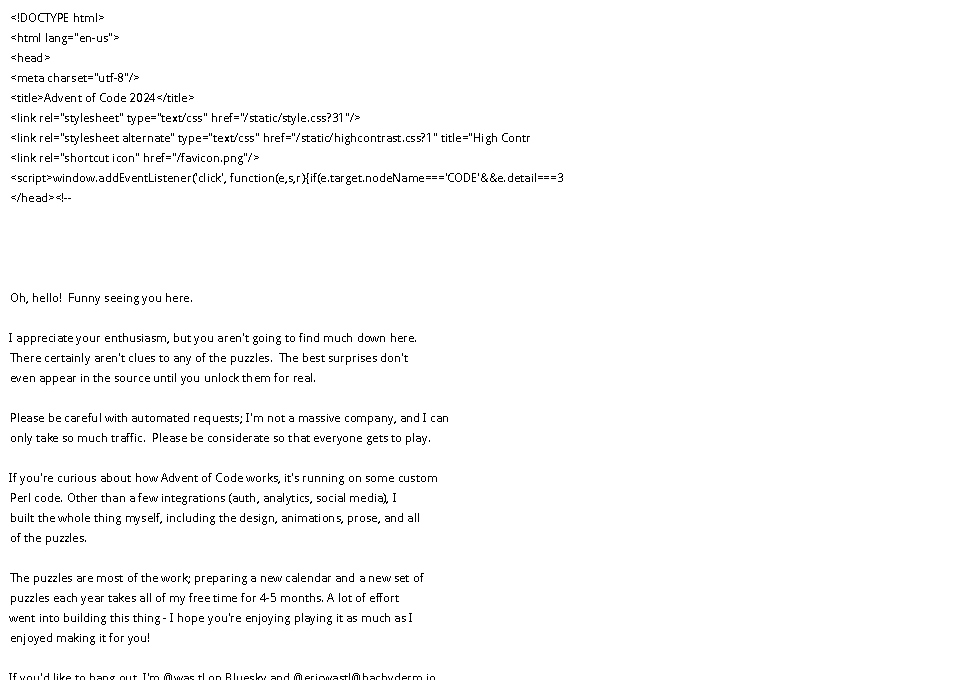 <!DOCTYPE html>
<html lang="en-us">
<head>
<meta charset="utf-8"/>
<title>Advent of Code 2024</title>
<link rel="stylesheet" type="text/css" href="/static/style.css?31"/>
<link rel="stylesheet alternate" type="text/css" href="/static/highcontrast.css?1" title="High Contr
<link rel="shortcut icon" href="/favicon.png"/>
<script>window.addEventListener('click', function(e,s,r){if(e.target.nodeName==='CODE'&&e.detail===3
</head><!--
Oh, hello!  Funny seeing you here.
I appreciate your enthusiasm, but you aren't going to find much down here.
There certainly aren't clues to any of the puzzles.  The best surprises don't
even appear in the source until you unlock them for real.
Please be careful with automated requests; I'm not a massive company, and I can
only take so much traffic.  Please be considerate so that everyone gets to play.
If you're curious about how Advent of Code works, it's running on some custom
Perl code. Other than a few integrations (auth, analytics, social media), I
built the whole thing myself, including the design, animations, prose, and all
of the puzzles.
The puzzles are most of the work; preparing a new calendar and a new set of
puzzles each year takes all of my free time for 4-5 months. A lot of effort
went into building this thing - I hope you're enjoying playing it as much as I
enjoyed making it for you!
If you'd like to hang out, I'm @was.tl on Bluesky and @ericwastl@hachyderm.io